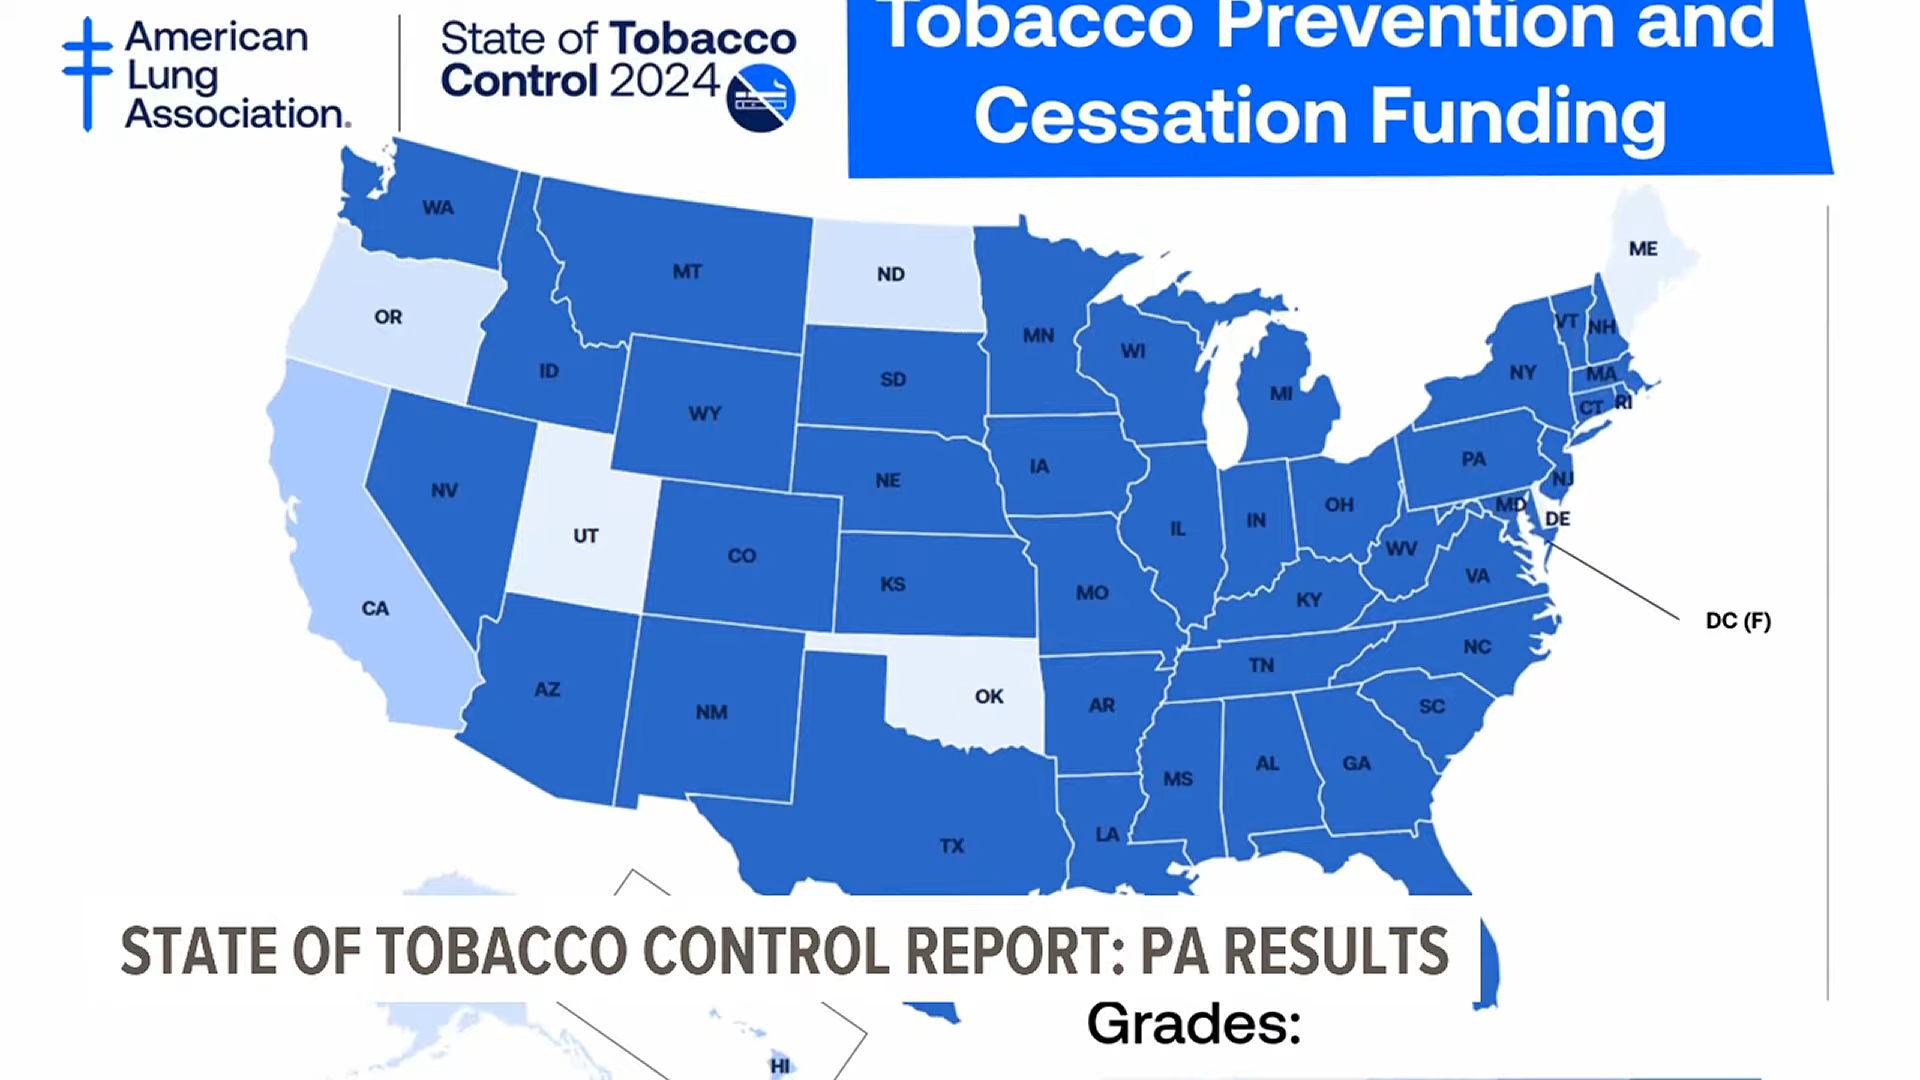 American
Lung
Association.
State of Tobacco
Control 2024
Tobacco Prevention and
Cessation Funding
WA
MT
ND
ME
OR
MN
VT
NH
ID
WI
SD
NY
MA
WY
MI
CT
RI
IA
PA
NE
NV
NJ
OH
MD
DE
UT
IL
IN
CO
WV
KS
VA
MO
CA
KY
DC (F)
NC
TN
AZ
OK
NM
AR
SC
MS
AL
GA
LA
TX
STATE OF TOBACCO CONTROL REPORT: PA RESULTS
Grades:
HI